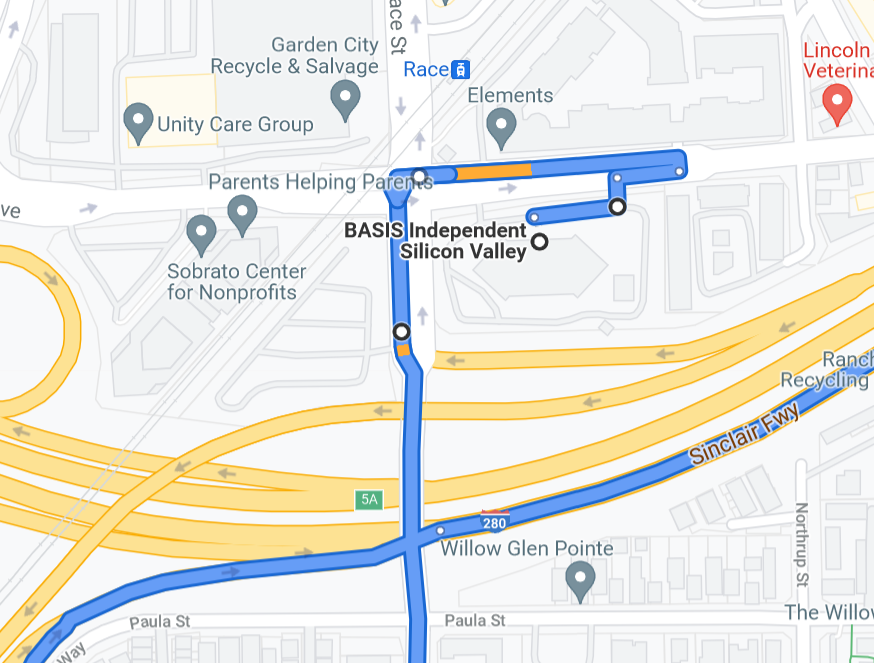 ace St
Garden City
Recycle & Salvage
Race
Lincoln
Veterina
Elements
Unity Care Group
Parents Helping Parents
ve
BASIS Independent
Silicon Valley
Sobrato Center
for Nonprofits
Ranch
Recycling
Sinclair Fwy
5A
280
Willow Glen Pointe
Northrup St
The Willow
Paula St
Paula St
Way